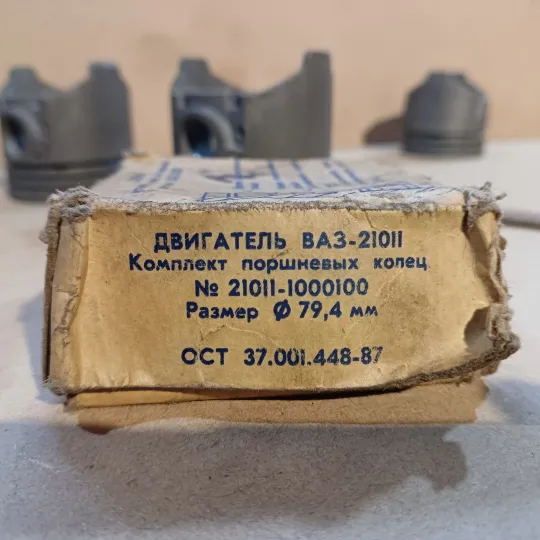 ДВИГАТЕЛЬ ВАЗ-21011
Комплект поршневых колец
№ 21011-1000100
Размер Ø 79,4 мм
ОСТ 37.001.448-87